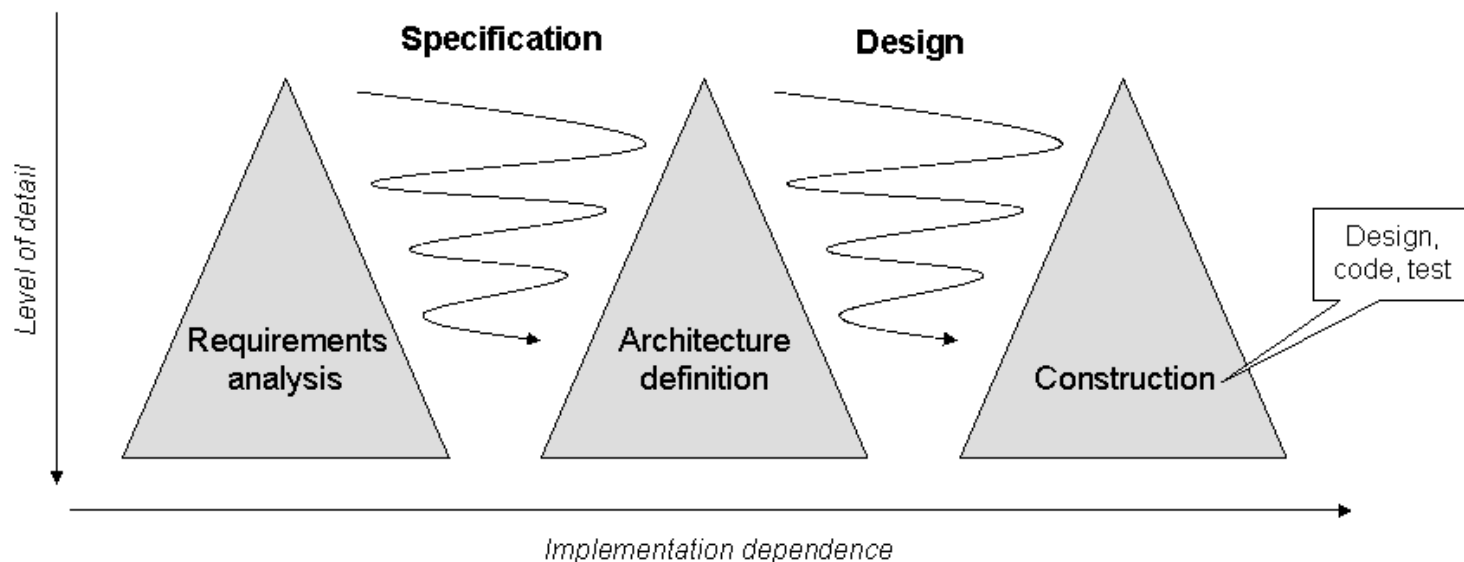 Specification
Design
Level of detail
Requirements
analysis
Architecture
definition
Construction
Design,
code, test
Implementation dependence